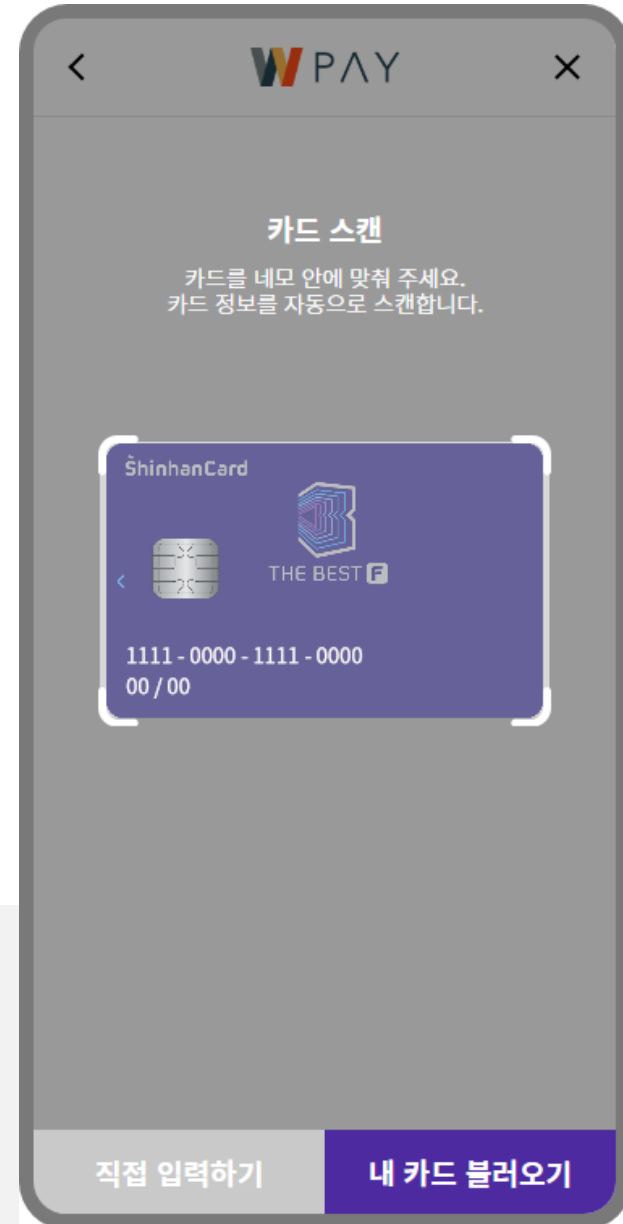 W PAY
카드 스캔
카드를 네모 안에 맞춰 주세요.
카드 정보를 자동으로 스캔합니다.
ShinhanCard
THE BEST F
1111 - 0000 - 1111 - 0000
00 / 00
직접 입력하기
내 카드 불러오기